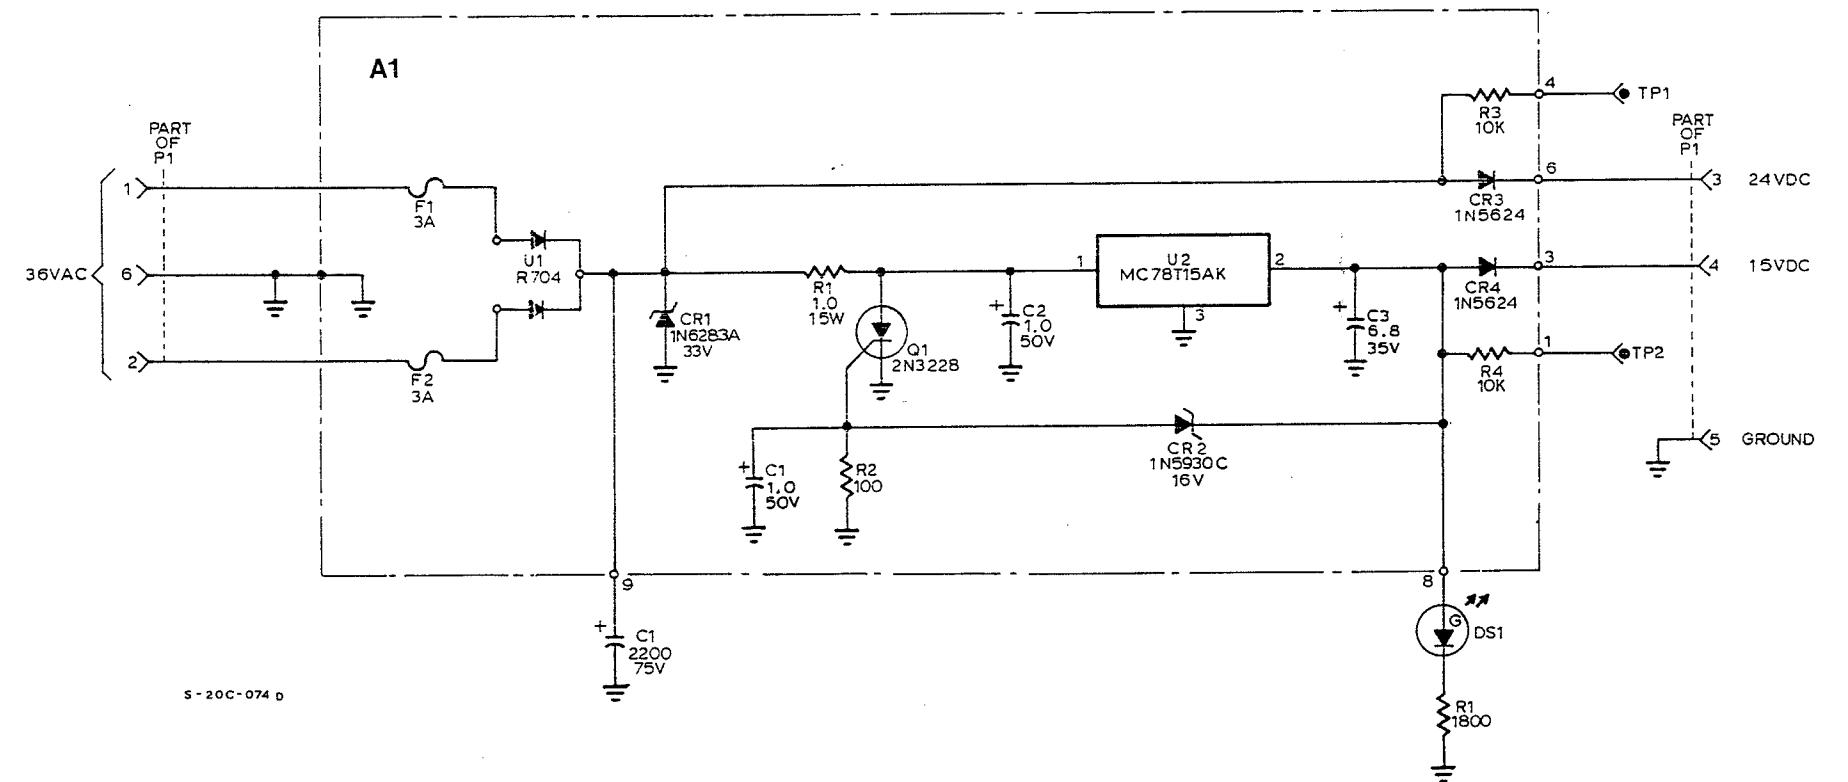 A1
4
TP1
R3
10K
PART
OF
P1
PART
OF
P1
1
F1
3A
6
3
24VDC
CR3
1N5624
36VAC
6
U1
R704
1
U2
MC78T15AK
2
3
3
4
15VDC
CR4
1N5624
R1
1.0
15W
CR1
1N6283A
33V
+
C2
1.0
50V
+
C3
6.8
35V
Q1
2N3228
2
F2
3A
1
TP2
R4
10K
5
GROUND
CR2
1N5930C
16V
+
C1
1.0
50V
R2
100
9
8
+
C1
2200
75V
G
DS1
R1
1800
S-20C-074 D